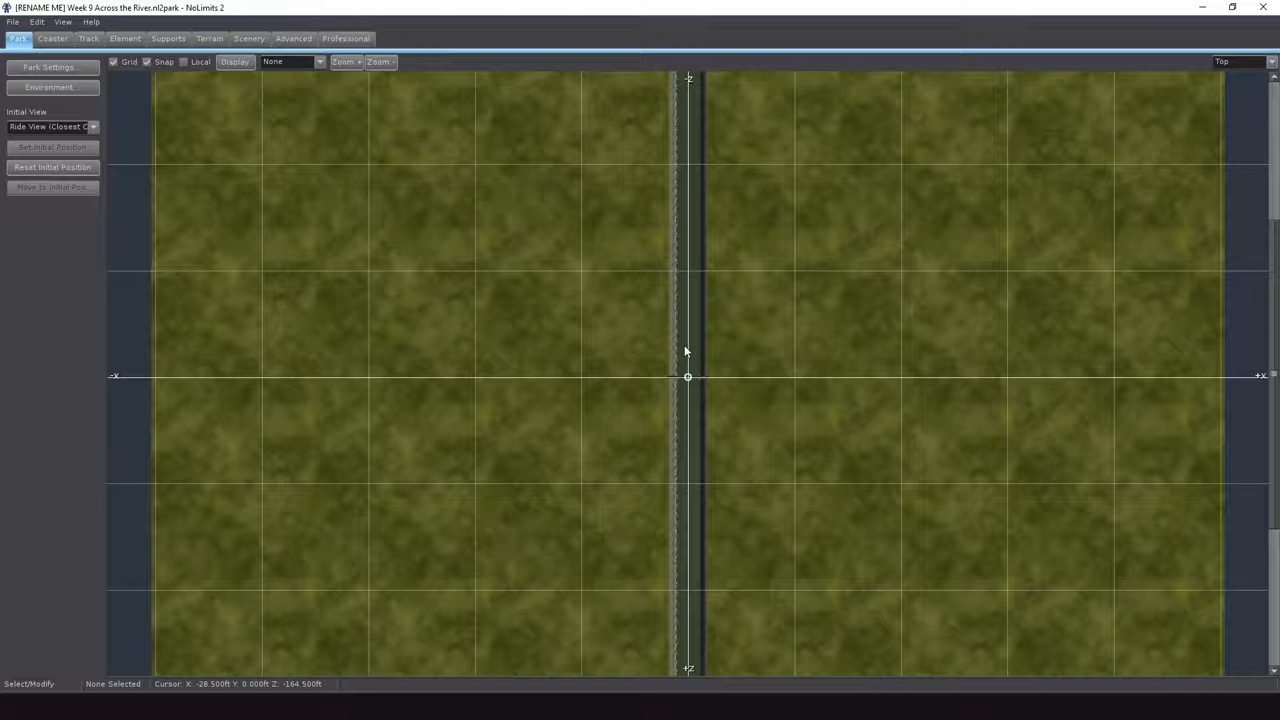 [RENAME ME] Week 9 Across the River.nl2park - NoLimits 2
File Edit View Help
Park Coaster Track Element Supports Terrain Scenery Advanced Professional
Park Settings...
Grid Snap Local Display None Zoom + Zoom - Top
Environment...
Initial View
Ride View (Closest C
Set Initial Position
Reset Initial Position
Move to Initial Pos...
-Z
-X
+X
+Z
Select/Modify None Selected Cursor: X: -28.500ft Y: 0.000ft Z: -164.500ft